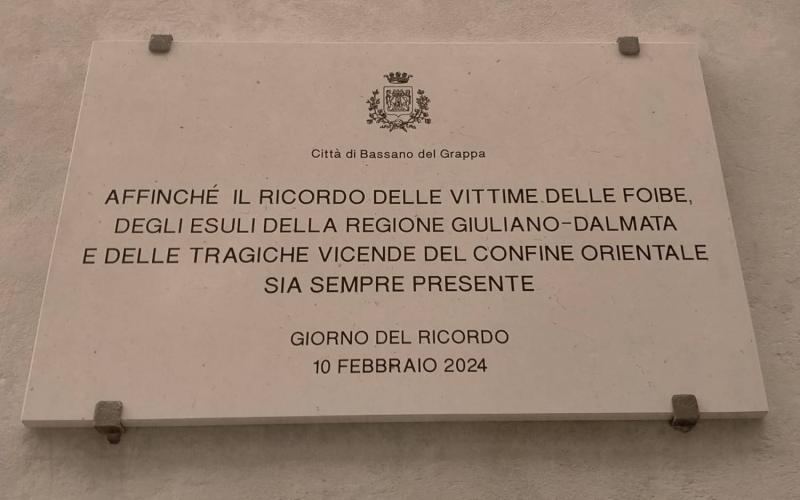 Città di Bassano del Grappa
AFFINCHÉ IL RICORDO DELLE VITTIME DELLE FOIBE,
DEGLI ESULI DELLA REGIONE GIULIANO-DALMATA
E DELLE TRAGICHE VICENDE DEL CONFINE ORIENTALE
SIA SEMPRE PRESENTE
GIORNO DEL RICORDO
10 FEBBRAIO 2024